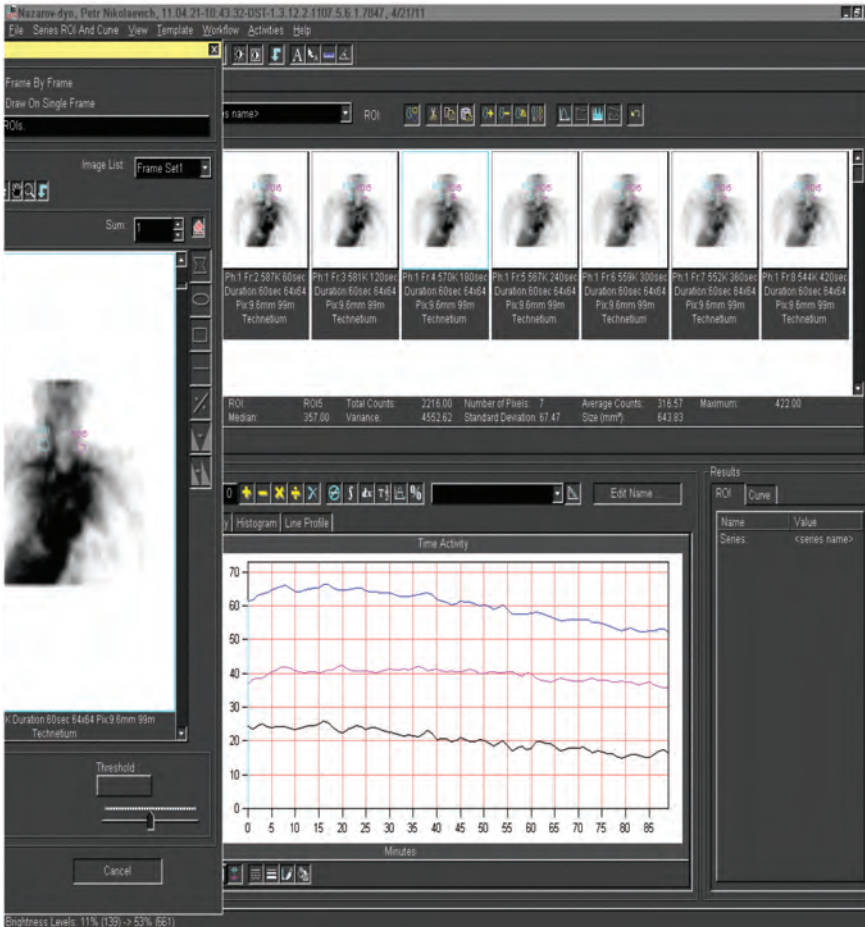 Nazarov-dyn, Petr Nikolaevich, 11.04.21-10:43:32-DST-1.3.12.2.1107.5.6.1.7847, -4/21/11
File Series ROI And Curve View Template Workflow Activities Help
Frame By Frame
Draw On Single Frame
ROIs.
s name> ROI:
Image List: Frame Set1
Sum: 1
ROI5 ROI5 ROI5 ROI5 ROI5 ROI5 ROI5
Ph:1 Fr:2 587K 60sec Ph:1 Fr:3 581K 120sec Ph:1 Fr:4 570K 180sec Ph:1 Fr:5 567K 240sec Ph:1 Fr:6 559K 300sec Ph:1 Fr:7 552K 360sec Ph:1 Fr:8 544K 420sec
Duration:60sec 64x64 Duration:60sec 64x64 Duration:60sec 64x64 Duration:60sec 64x64 Duration:60sec 64x64 Duration:60sec 64x64 Duration:60sec 64x64
Pix:9.6mm 99m Pix:9.6mm 99m Pix:9.6mm 99m Pix:9.6mm 99m Pix:9.6mm 99m Pix:9.6mm 99m Pix:9.6mm 99m
Technetium Technetium Technetium Technetium Technetium Technetium Technetium
ROI: ROI5 Total Counts: 2216.00 Number of Pixels: 7 Average Counts: 316.57 Maximum: 422.00
Median: 357.00 Variance: 4552.62 Standard Deviation: 67.47 Size (mm²) 643.83
K Duration:60sec 64x64 Pix:9.6mm 99m
Technetium
Threshold :
Cancel
0 Edit Name ...
y Histogram Line Profile
Time Activity
70
60
50
40
30
20
10
0
0 5 10 15 20 25 30 35 40 45 50 55 60 65 70 75 80 85
Minutes
Results
ROI Curve
Name Value
Series: <series name>
Brightness Levels: 11% (139) -> 53% (661)